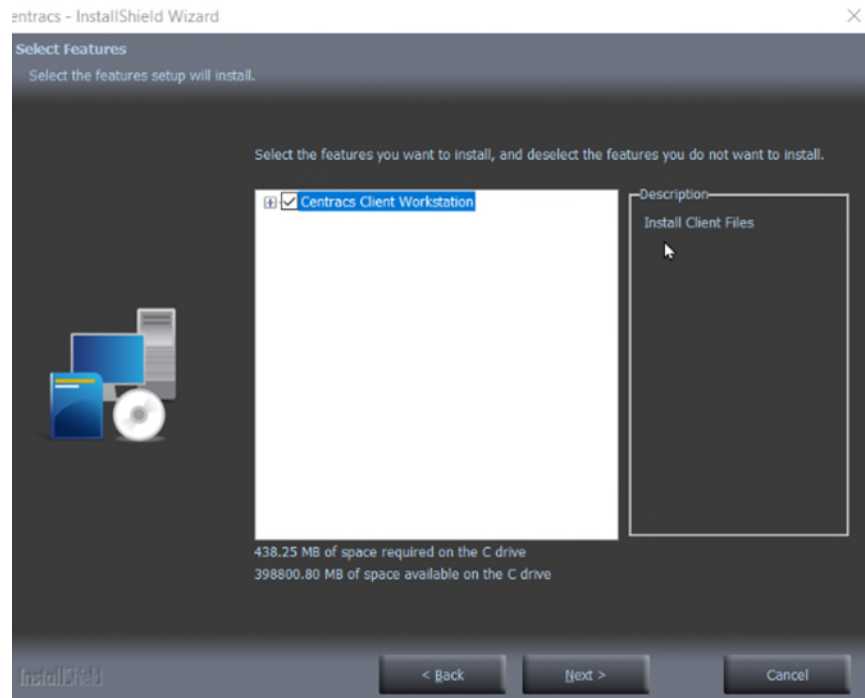 entracs - InstallShield Wizard
Select Features
Select the features setup will install.
Select the features you want to install, and deselect the features you do not want to install.
Centracs Client Workstation
Description
Install Client Files
438.25 MB of space required on the C drive
398800.80 MB of space available on the C drive
InstallShield
< Back
Next >
Cancel